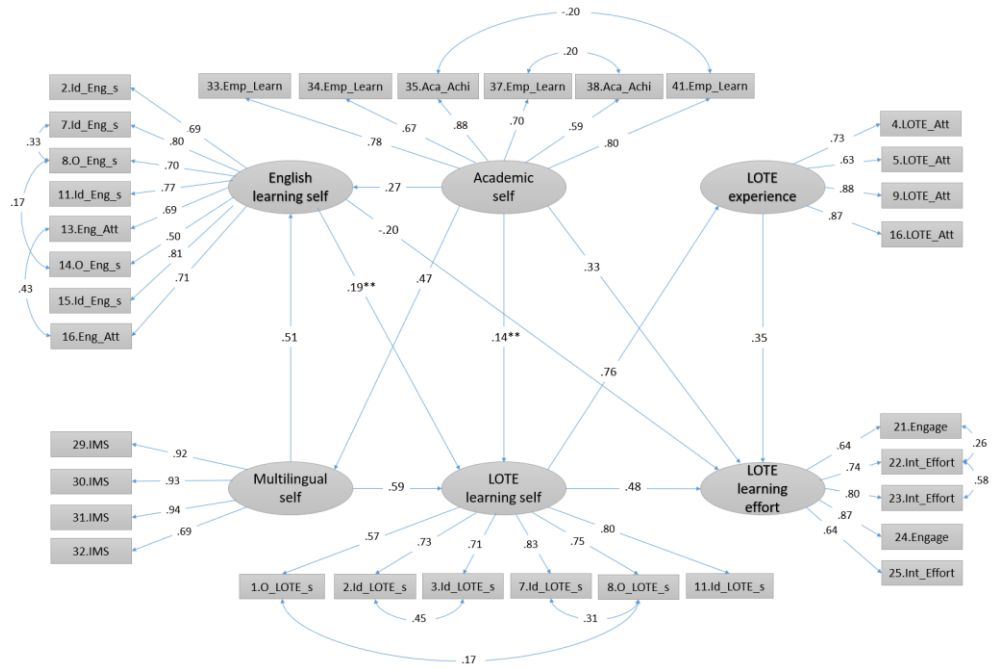 -.20
.20
2.Id_Eng_s
33.Emp_Learn
34.Emp_Learn
35.Aca_Achi
37.Emp_Learn
38.Aca_Achi
41.Emp_Learn
7.Id_Eng_s
.33
8.O_Eng_s
11.Id_Eng_s
.17
13.Eng_Att
14.O_Eng_s
.43
15.Id_Eng_s
16.Eng_Att
.69
.80
.70
.77
.69
.50
.81
.71
.78
.67
.88
.70
.59
.80
English
learning self
.27
Academic
self
LOTE
experience
.73
.63
.88
.87
4.LOTE_Att
5.LOTE_Att
9.LOTE_Att
16.LOTE_Att
-.20
.19**
.47
.33
.51
.14**
.76
.35
29.IMS
30.IMS
31.IMS
32.IMS
.92
.93
.94
.69
Multilingual
self
.59
LOTE
learning self
.48
LOTE
learning
effort
.64
.74
.80
.87
.64
21.Engage
22.Int_Effort
23.Int_Effort
24.Engage
25.Int_Effort
.26
.58
.57
.73
.71
.83
.75
.80
1.O_LOTE_s
2.Id_LOTE_s
3.Id_LOTE_s
7.Id_LOTE_s
8.O_LOTE_s
11.Id_LOTE_s
.45
.31
.17